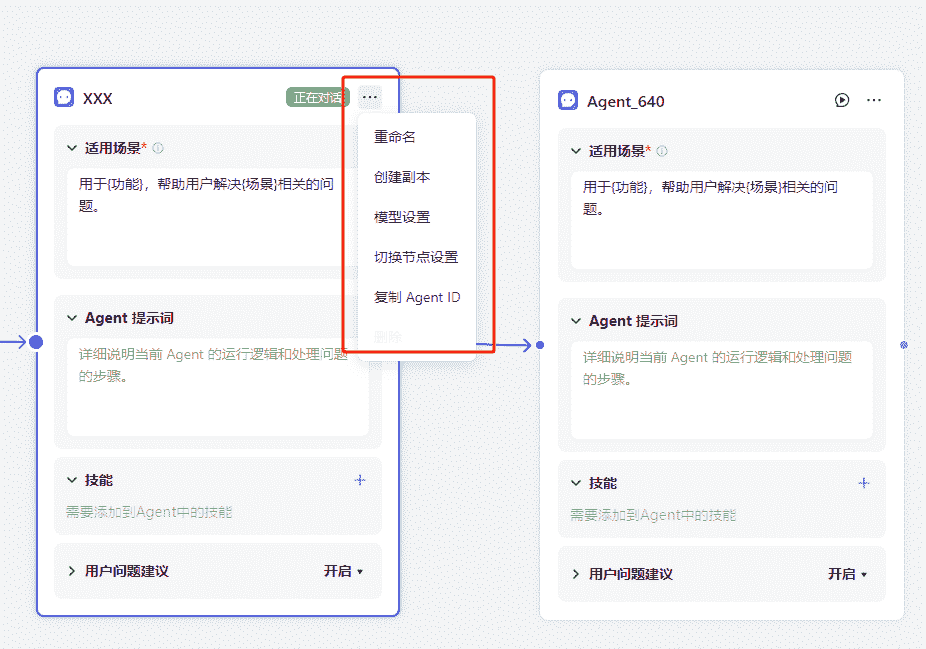 XXX
正在对话
适用场景*
用于{功能}，帮助用户解决{场景}相关的问
题。
Agent 提示词
详细说明当前 Agent 的运行逻辑和处理问题
的步骤。
技能
需要添加到Agent中的技能
用户问题建议
开启
重命名
创建副本
模型设置
切换节点设置
复制 Agent ID
删除
Agent_640
适用场景*
用于{功能}，帮助用户解决{场景}相关的问
题。
Agent 提示词
详细说明当前 Agent 的运行逻辑和处理问题
的步骤。
技能
需要添加到Agent中的技能
用户问题建议
开启